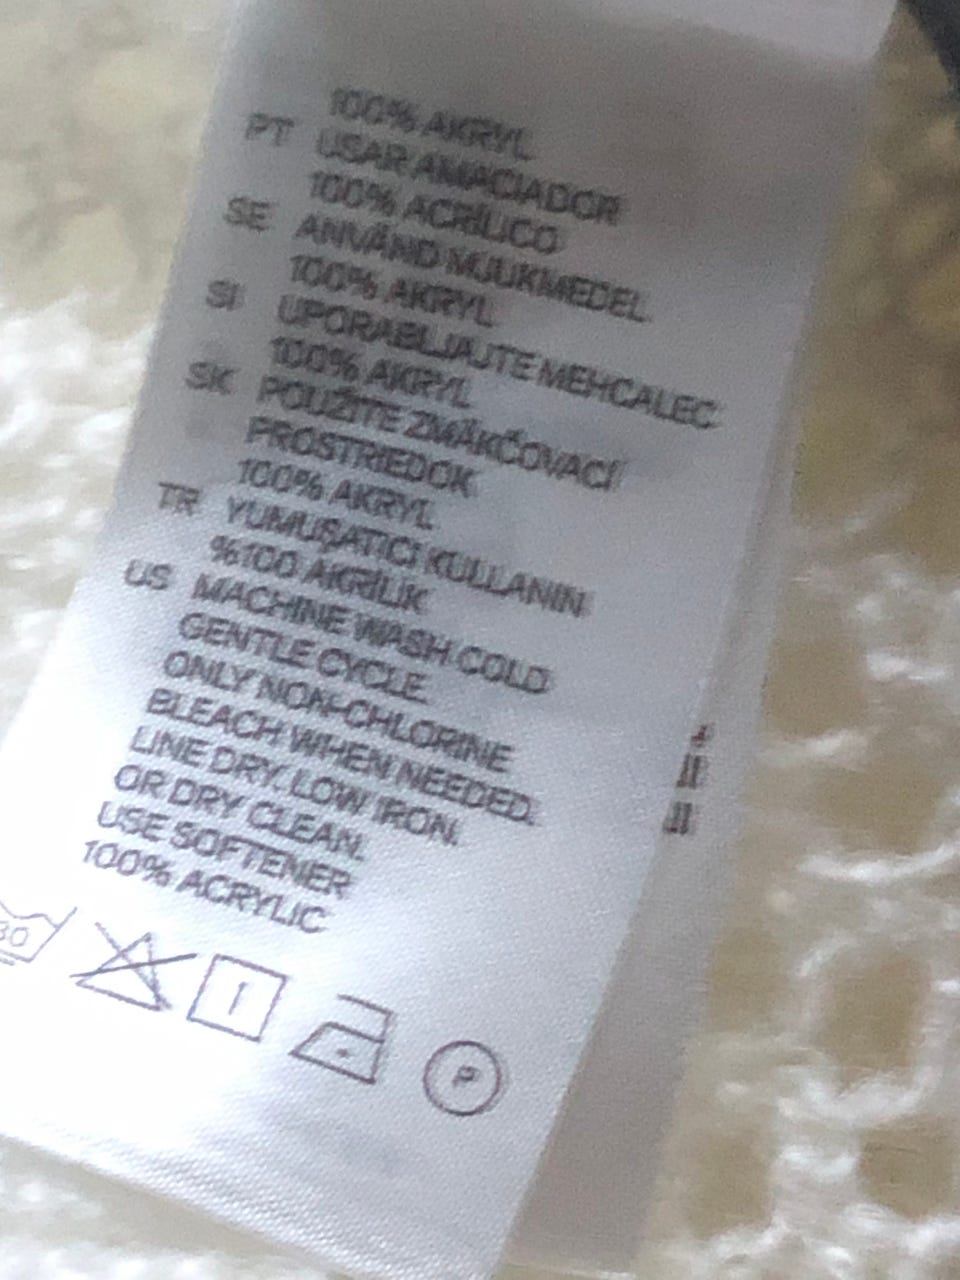 100% AKRYL
PT USAR AMACIADOR
100% ACRÍLICO
SE ANVÄND MJUKMEDEL
100% AKRYL
SI UPORABLJAJTE MEHČALEC
100% AKRYL
SK POUŽITE ZMÄKČOVACÍ
PROSTRIEDOK
100% AKRYL
TR YUMUŞATICI KULLANIN
%100 AKRİLİK
US MACHINE WASH COLD
GENTLE CYCLE
ONLY NON-CHLORINE
BLEACH WHEN NEEDED.
LINE DRY. LOW IRON.
OR DRY CLEAN.
USE SOFTENER
100% ACRYLIC
30
P